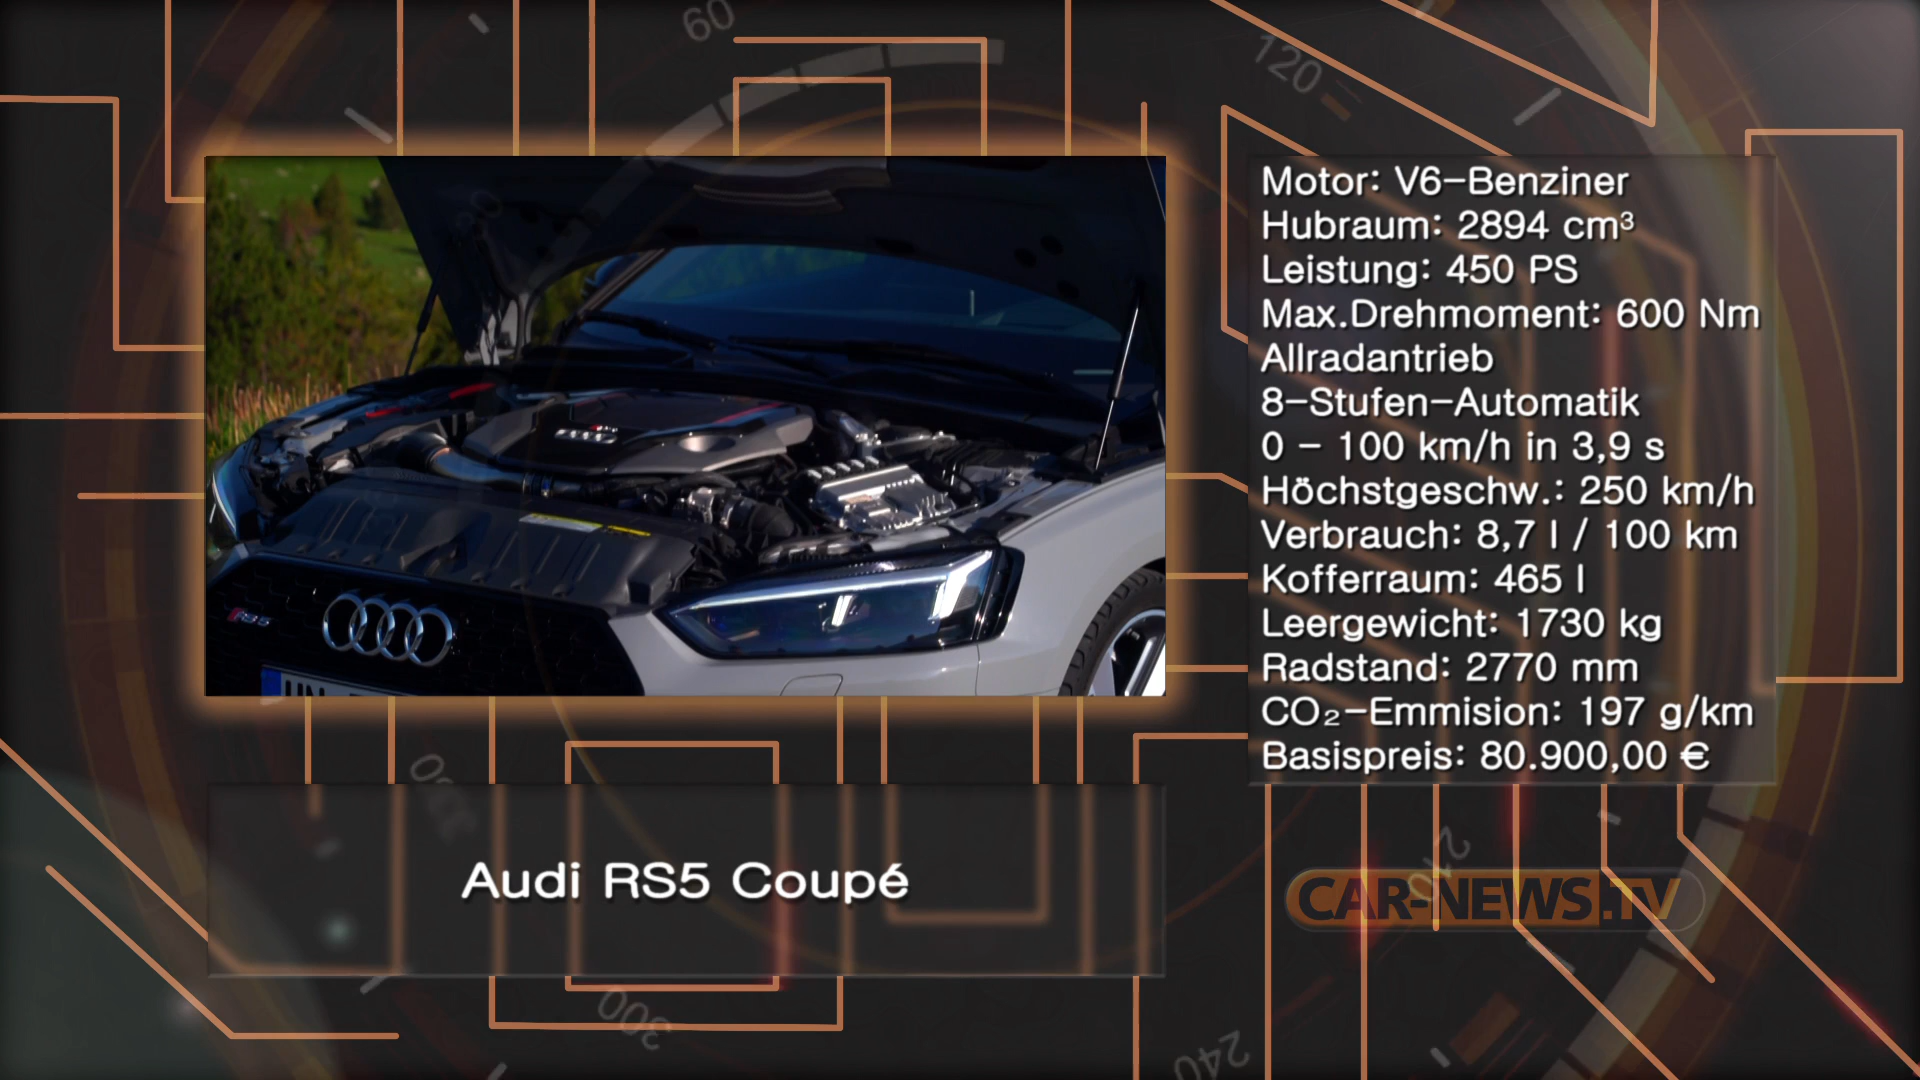 60
120
Motor: V6-Benziner
Hubraum: 2894 cm³
Leistung: 450 PS
Max.Drehmoment: 600 Nm
Allradantrieb
8-Stufen-Automatik
0 - 100 km/h in 3,9 s
Höchstgeschw.: 250 km/h
Verbrauch: 8,7 l / 100 km
Kofferraum: 465 l
Leergewicht: 1730 kg
Radstand: 2770 mm
CO₂-Emmision: 197 g/km
Basispreis: 80.900,00 €
RS5
330
Audi RS5 Coupé
210
CAR-NEWS.TV
300
240